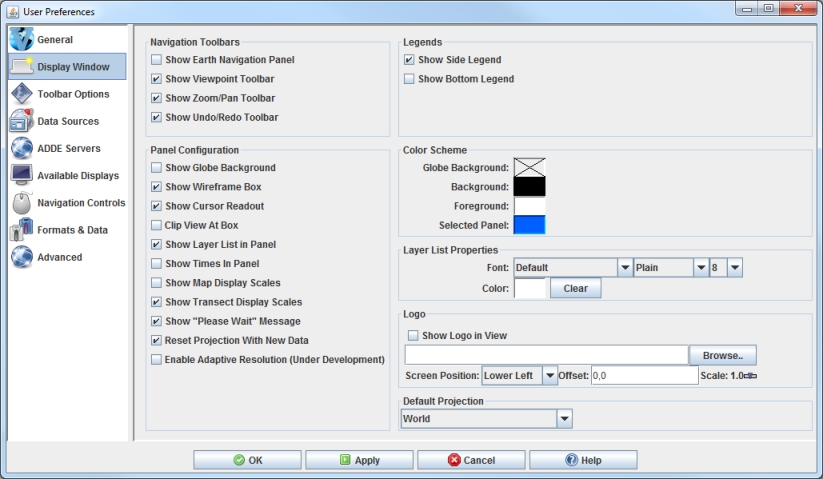 User Preferences
General
Display Window
Toolbar Options
Data Sources
ADDE Servers
Available Displays
Navigation Controls
Formats & Data
Advanced
Navigation Toolbars
Show Earth Navigation Panel
Show Viewpoint Toolbar
Show Zoom/Pan Toolbar
Show Undo/Redo Toolbar
Legends
Show Side Legend
Show Bottom Legend
Panel Configuration
Show Globe Background
Show Wireframe Box
Show Cursor Readout
Clip View At Box
Show Layer List in Panel
Show Times In Panel
Show Map Display Scales
Show Transect Display Scales
Show "Please Wait" Message
Reset Projection With New Data
Enable Adaptive Resolution (Under Development)
Color Scheme
Globe Background:
Background:
Foreground:
Selected Panel:
Layer List Properties
Font: Default Plain 8
Color: Clear
Logo
Show Logo in View
Browse..
Screen Position: Lower Left Offset: 0,0 Scale: 1.0
Default Projection
World
OK Apply Cancel Help